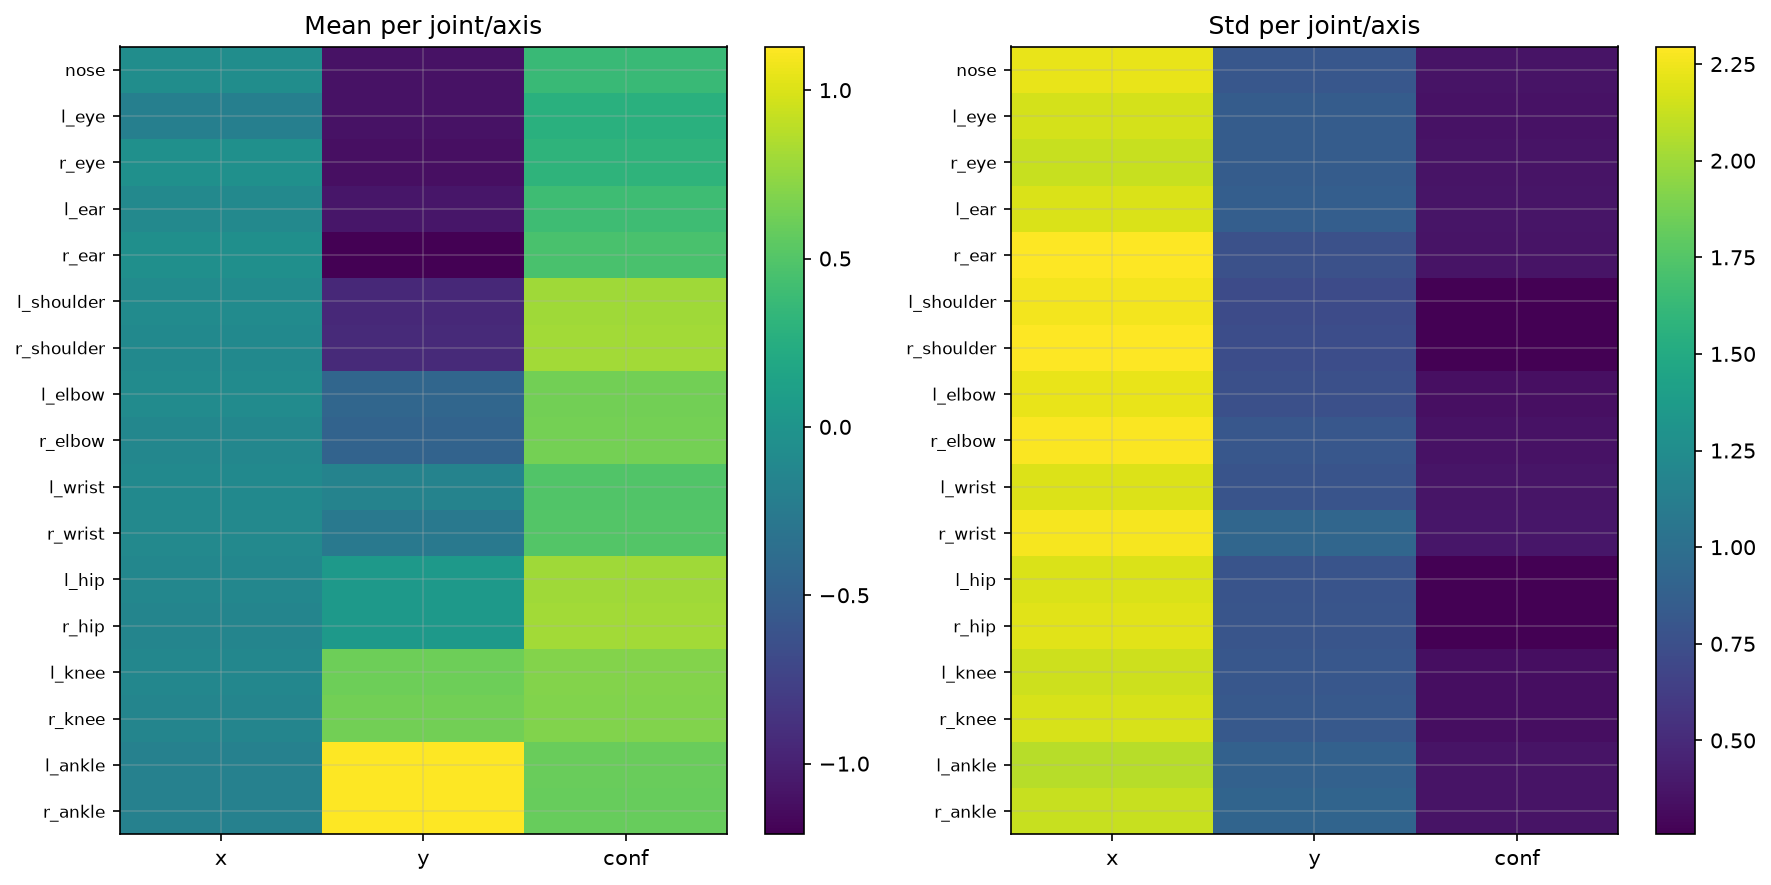 Mean per joint/axis
nose
l_eye
r_eye
l_ear
r_ear
l_shoulder
r_shoulder
l_elbow
r_elbow
l_wrist
r_wrist
l_hip
r_hip
l_knee
r_knee
l_ankle
r_ankle
x y conf
1.0
0.5
0.0
−0.5
−1.0
Std per joint/axis
nose
l_eye
r_eye
l_ear
r_ear
l_shoulder
r_shoulder
l_elbow
r_elbow
l_wrist
r_wrist
l_hip
r_hip
l_knee
r_knee
l_ankle
r_ankle
x y conf
2.25
2.00
1.75
1.50
1.25
1.00
0.75
0.50